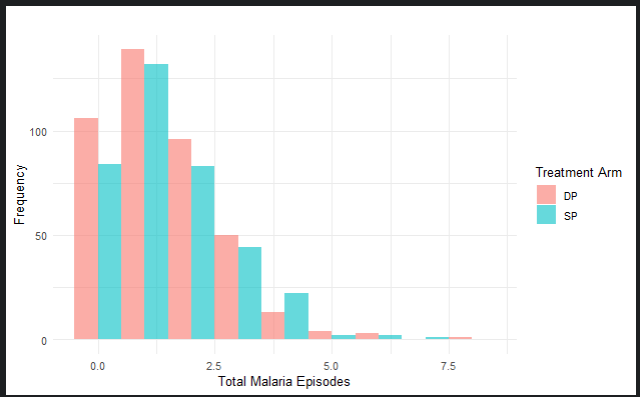 100
50
0
Frequency
0.0
2.5
5.0
7.5
Total Malaria Episodes
Treatment Arm
DP
SP